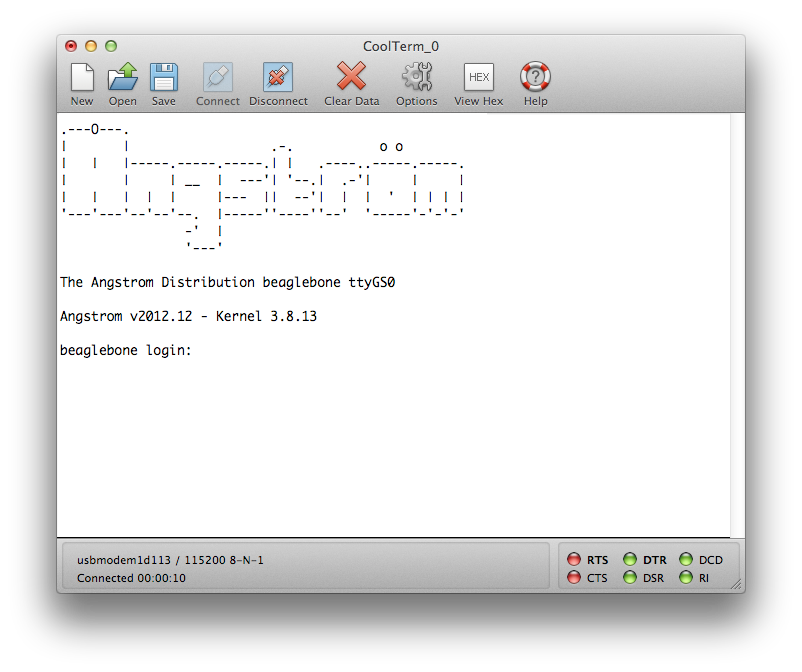 CoolTerm_0
New Open Save Connect Disconnect Clear Data Options View Hex Help
HEX
.---O---.
|       |                  .-.           o o
|   |   |-----.-----.-----.| |   .----..-----.-----.
|       |     | __  |  ---'| '--.|  .-'|     |     |
|   |   |  |  |     |---  ||  --'|  |  |  '  | | | |
'---'---'--'--'--.  |-----''----''--'  '-----'-'-'-'
                -'  |
                '---'
The Angstrom Distribution beaglebone ttyGS0
Angstrom v2012.12 - Kernel 3.8.13
beaglebone login:
usbmodem1d113 / 115200 8-N-1
Connected 00:00:10
RTS DTR DCD
CTS DSR RI